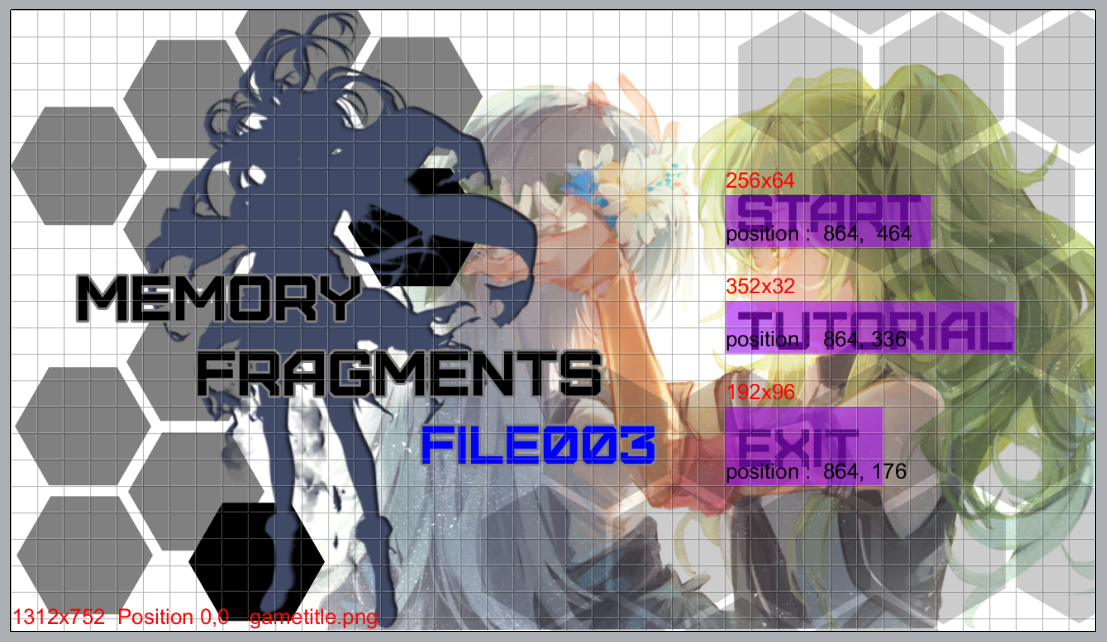 256x64
START
position : 864, 464
MEMORY
352x32
TUTORIAL
position : 864, 336
FRAGMENTS
192x96
FILE003
EXIT
position : 864, 176
1312x752 Position 0,0 gametitle.png